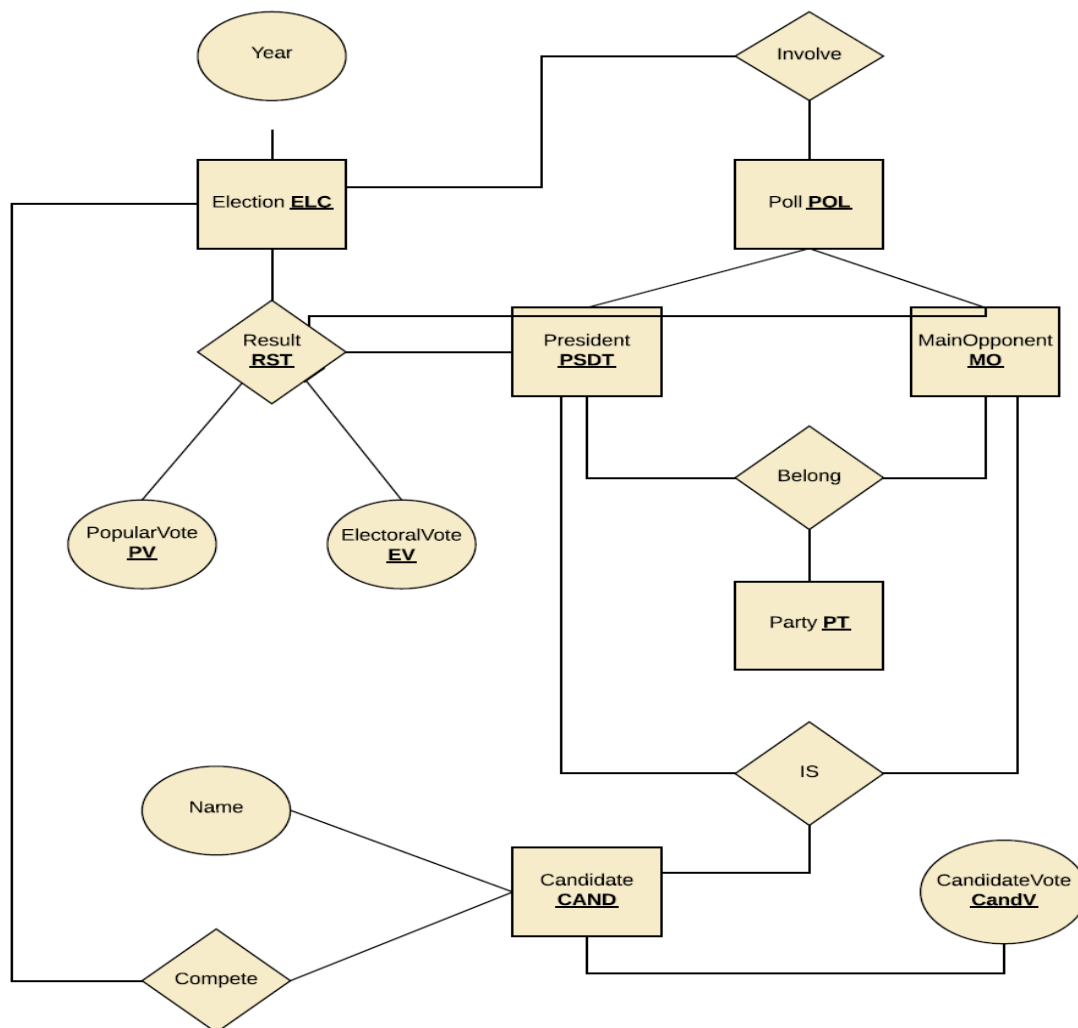 Year
Involve
Election ELC
Poll POL
Result
RST
President
PSDT
MainOpponent
MO
Belong
PopularVote
PV
ElectoralVote
EV
Party PT
IS
Name
Candidate
CAND
CandidateVote
CandV
Compete